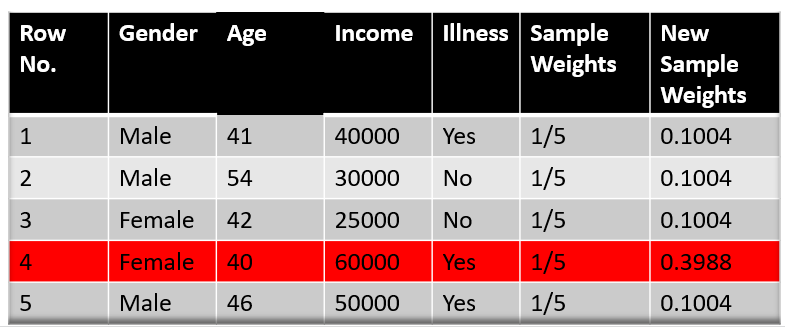 Row No. Gender Age Income Illness Sample Weights New Sample Weights
1 Male 41 40000 Yes 1/5 0.1004
2 Male 54 30000 No 1/5 0.1004
3 Female 42 25000 No 1/5 0.1004
4 Female 40 60000 Yes 1/5 0.3988
5 Male 46 50000 Yes 1/5 0.1004